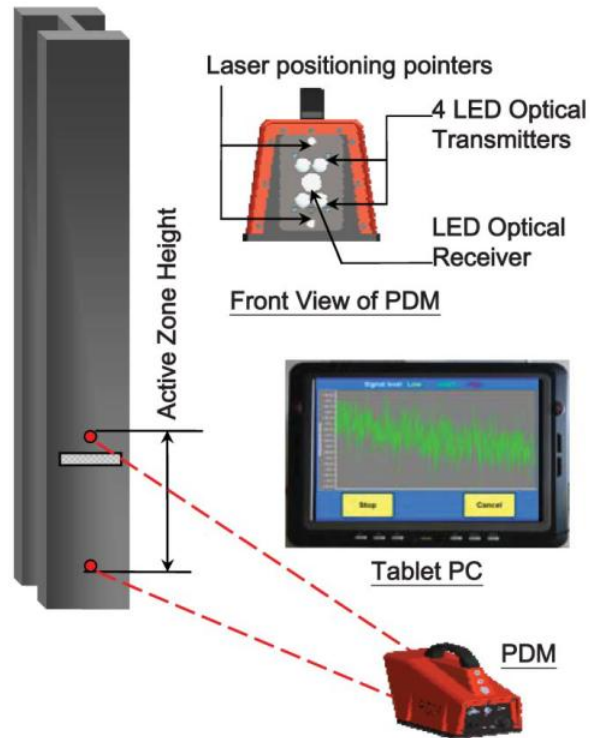 Laser positioning pointers
4 LED Optical
Transmitters
LED Optical
Receiver
Front View of PDM
Active Zone Height
Signal level: Low
Stop
Cancel
Tablet PC
PDM